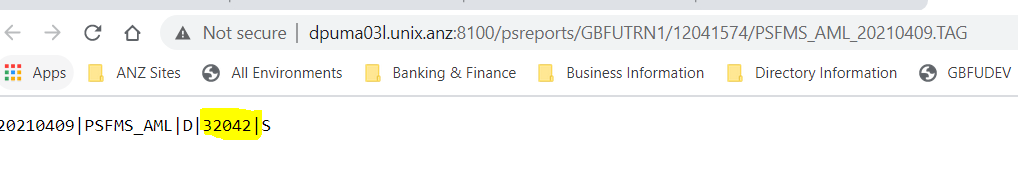 Not secure | dpuma03l.unix.anz:8100/psreports/GBFUTRN1/12041574/PSFMS_AML_20210409.TAG
Apps ANZ Sites All Environments Banking & Finance Business Information Directory Information GBFUDEV
20210409|PSFMS_AML|D|32042|S